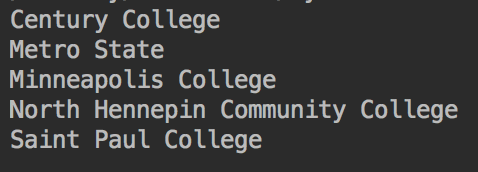 Century College
Metro State
Minneapolis College
North Hennepin Community College
Saint Paul College